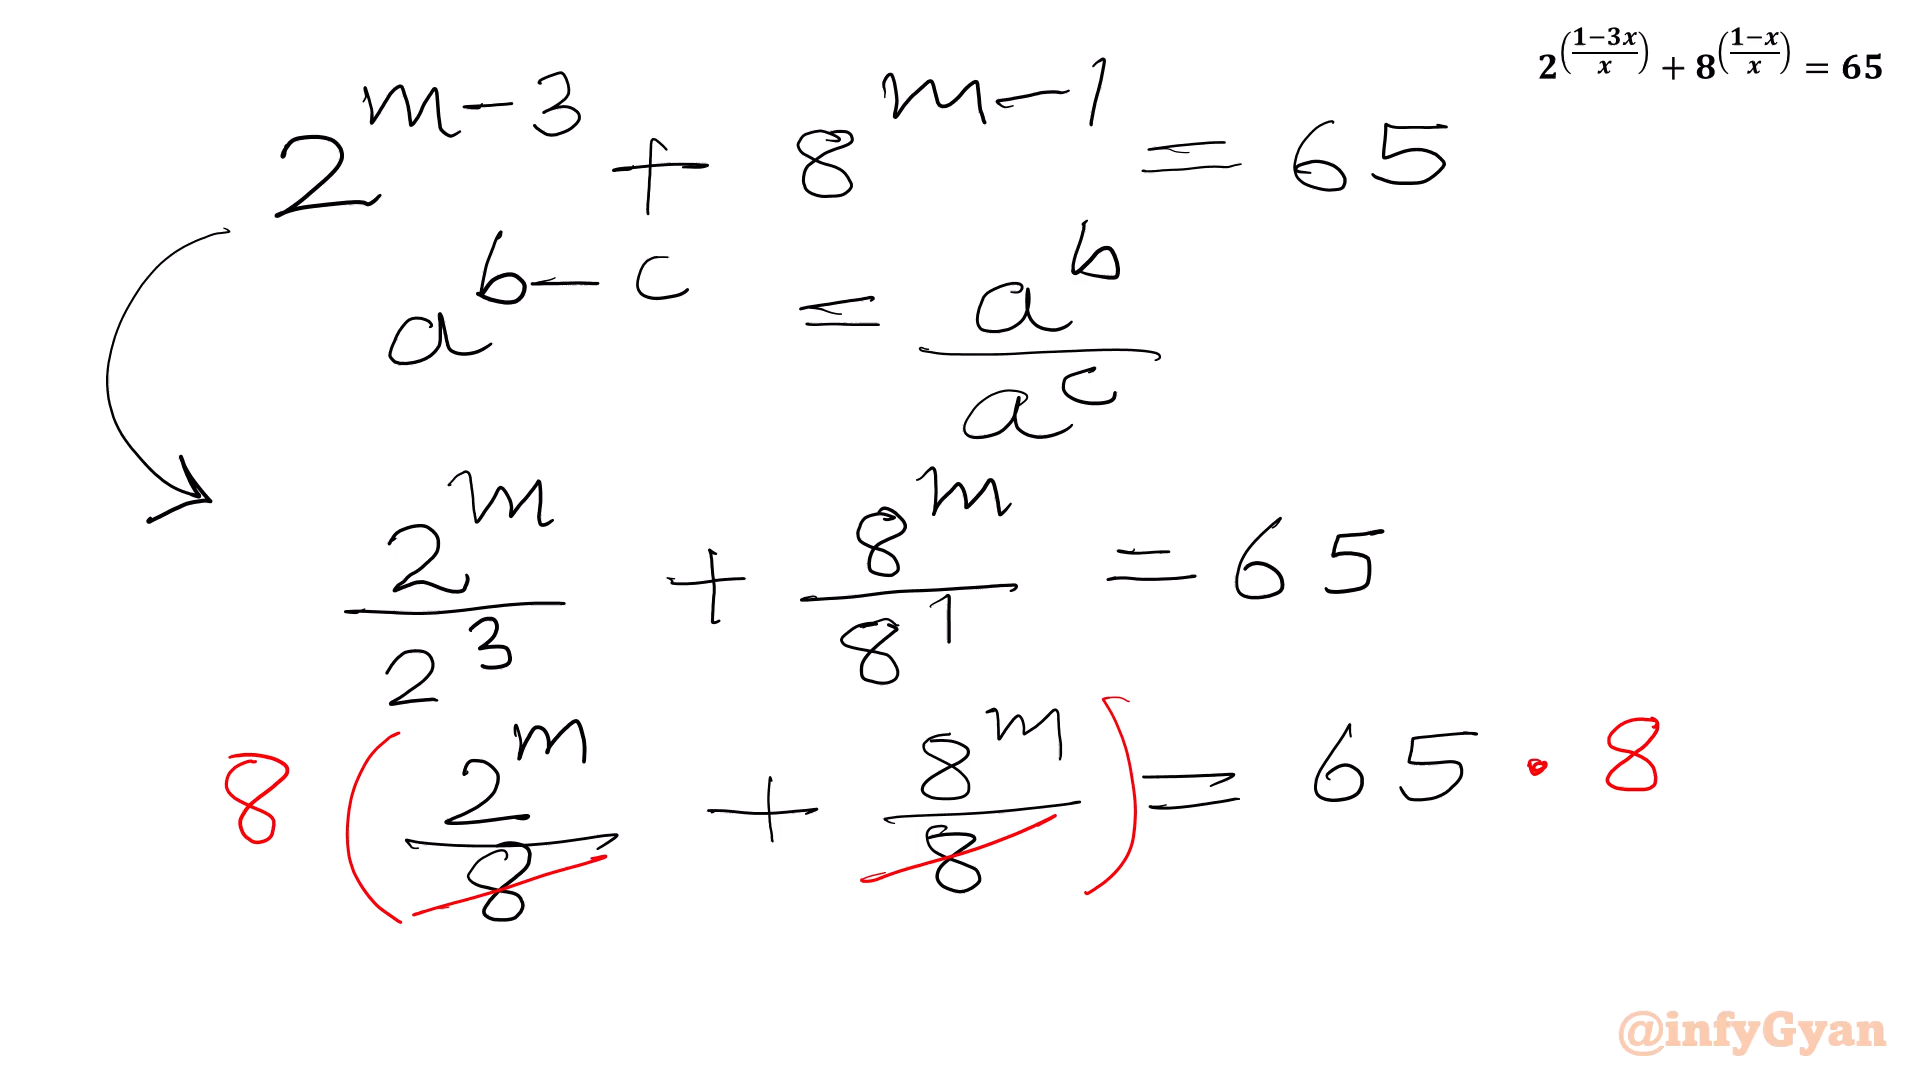 2^((1−3x)/x) + 8^((1−x)/x) = 65
2^(m−3) + 8^(m−1) = 65
a^(b−c) = a^b / a^c
2^m / 2^3 + 8^m / 8^1 = 65
8 ( 2^m / 8 + 8^m / 8 ) = 65 · 8
@infyGyan